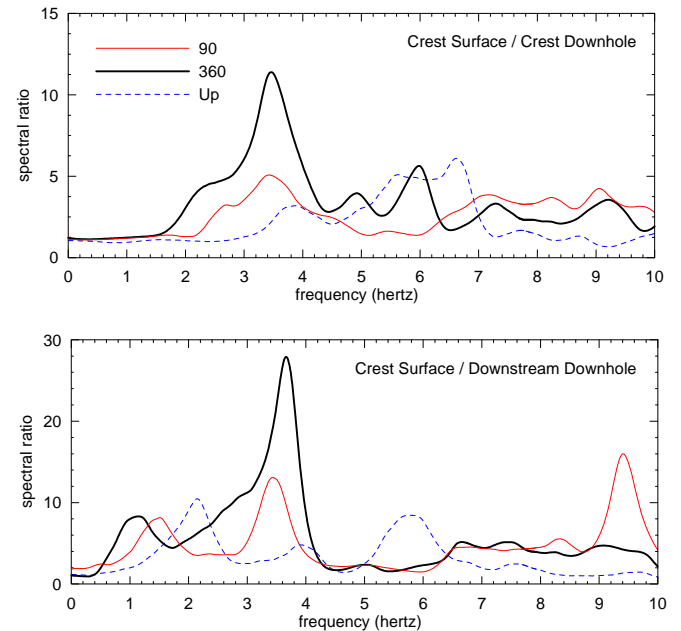 15
Crest Surface / Crest Downhole
90
360
Up
10
5
0
spectral ratio
0 1 2 3 4 5 6 7 8 9 10
frequency (hertz)
30
Crest Surface / Downstream Downhole
20
10
0
spectral ratio
0 1 2 3 4 5 6 7 8 9 10
frequency (hertz)